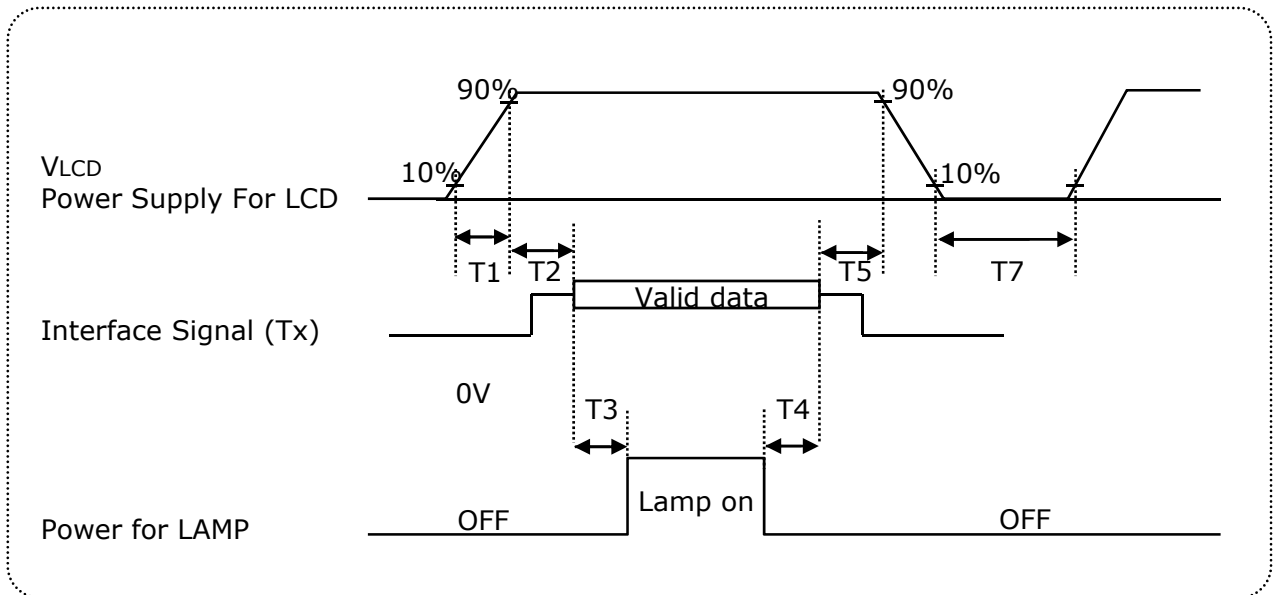 90%
90%
VLCD
10%
10%
Power Supply For LCD
T1
T2
T5
T7
Valid data
Interface Signal (Tx)
0V
T3
T4
Lamp on
Power for LAMP
OFF
OFF